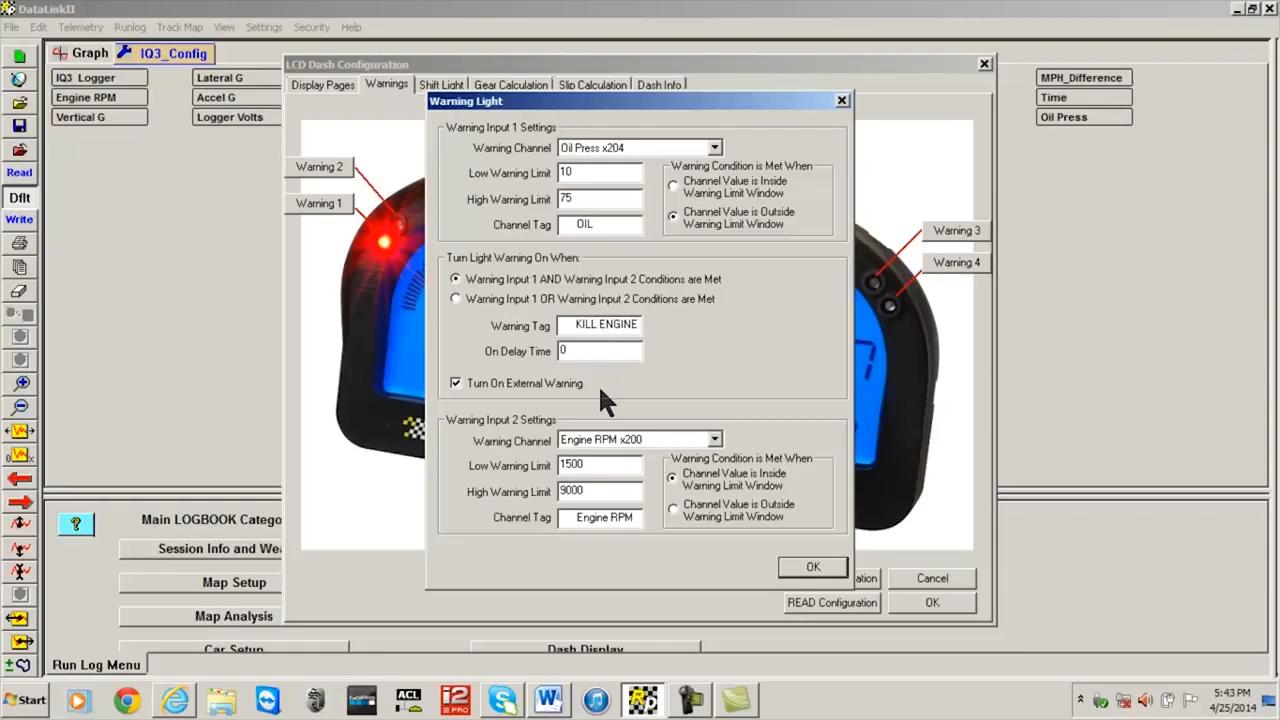 DataLinkII
File Edit Telemetry Runlog Track Map View Settings Security Help
Graph IQ3_Config
IQ3 Logger Lateral G
Engine RPM Accel G
Vertical G Logger Volts
MPH_Difference
Time
Oil Press
Read
Dflt
Write
LCD Dash Configuration
Display Pages Warnings Shift Light Gear Calculation Slip Calculation Dash Info
Warning 2
Warning 1
Warning 3
Warning 4
Warning Light
Warning Input 1 Settings
Warning Channel Oil Press x204
Low Warning Limit 10
High Warning Limit 75
Channel Tag OIL
Warning Condition is Met When
Channel Value is Inside
Warning Limit Window
Channel Value is Outside
Warning Limit Window
Turn Light Warning On When:
Warning Input 1 AND Warning Input 2 Conditions are Met
Warning Input 1 OR Warning Input 2 Conditions are Met
Warning Tag KILL ENGINE
On Delay Time 0
Turn On External Warning
Warning Input 2 Settings
Warning Channel Engine RPM x200
Low Warning Limit 1500
High Warning Limit 9000
Channel Tag Engine RPM
Warning Condition is Met When
Channel Value is Inside
Warning Limit Window
Channel Value is Outside
Warning Limit Window
OK
ation Cancel
READ Configuration OK
?
Main LOGBOOK Catego
Session Info and Wea
Map Setup
Map Analysis
Car Setup Dash Display
Run Log Menu
Start
ACL
i2
PRO
5:43 PM
4/25/2014